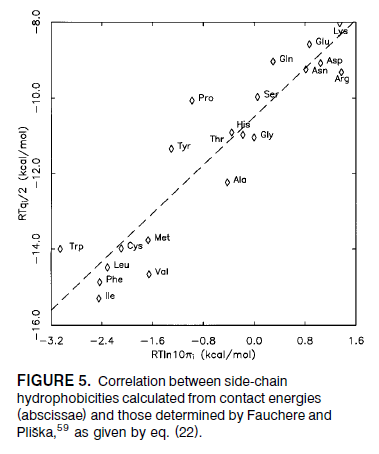 -8.0
Lys
Glu
Gln
Asp
Asn
Arg
-10.0
Pro
Ser
His
Thr
Gly
Tyr
RTqᵢ/2 (kcal/mol)
-12.0
Ala
-14.0
Trp
Cys
Met
Leu
Val
Phe
Ile
-16.0
-3.2 -2.4 -1.6 -0.8 0.0 0.8 1.6
RTln10πᵢ (kcal/mol)
FIGURE 5. Correlation between side-chain
hydrophobicities calculated from contact energies
(abscissae) and those determined by Fauchere and
Pliška,⁵⁹ as given by eq. (22).